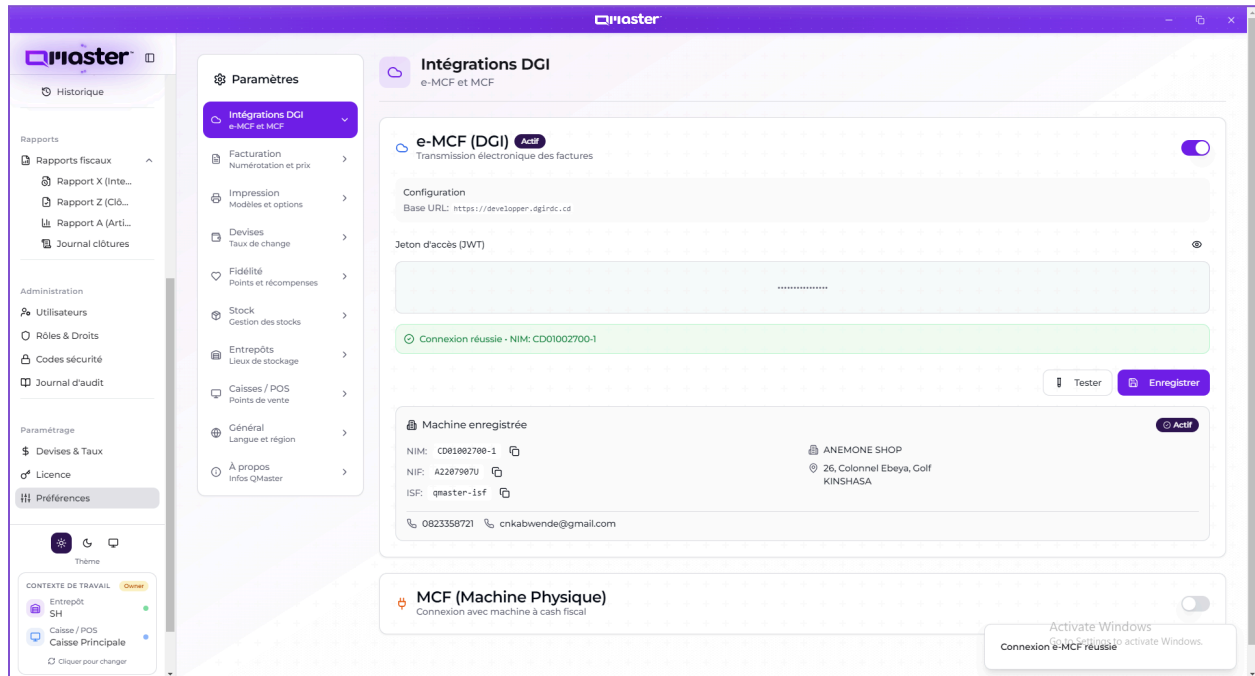 Qmaster
Qmaster
Historique
Rapports
Rapports fiscaux
Rapport X (Inte...
Rapport Z (Clô...
Rapport A (Arti...
Journal clôtures
Administration
Utilisateurs
Rôles & Droits
Codes sécurité
Journal d'audit
Paramétrage
Devises & Taux
Licence
Préférences
Thème
CONTEXTE DE TRAVAIL Owner
Entrepôt
SH
Caisse / POS
Caisse Principale
Cliquer pour changer
Paramètres
Intégrations DGI
e-MCF et MCF
Facturation
Numérotation et prix
Impression
Modèles et options
Devises
Taux de change
Fidélité
Points et récompenses
Stock
Gestion des stocks
Entrepôts
Lieux de stockage
Caisses / POS
Points de vente
Général
Langue et région
À propos
Infos QMaster
Intégrations DGI
e-MCF et MCF
e-MCF (DGI) Actif
Transmission électronique des factures
Configuration
Base URL: https://developper.dgirdc.cd
Jeton d'accès (JWT)
••••••••••••••••
Connexion réussie • NIM: CD01002700-1
Tester Enregistrer
Machine enregistrée Actif
NIM: CD01002700-1
NIF: A2207907U
ISF: qmaster-isf
ANEMONE SHOP
26, Colonnel Ebeya, Golf
KINSHASA
0823358721 cnkabwende@gmail.com
MCF (Machine Physique)
Connexion avec machine à cash fiscal
Activate Windows
Go to Settings to activate Windows.
Connexion e-MCF réussie